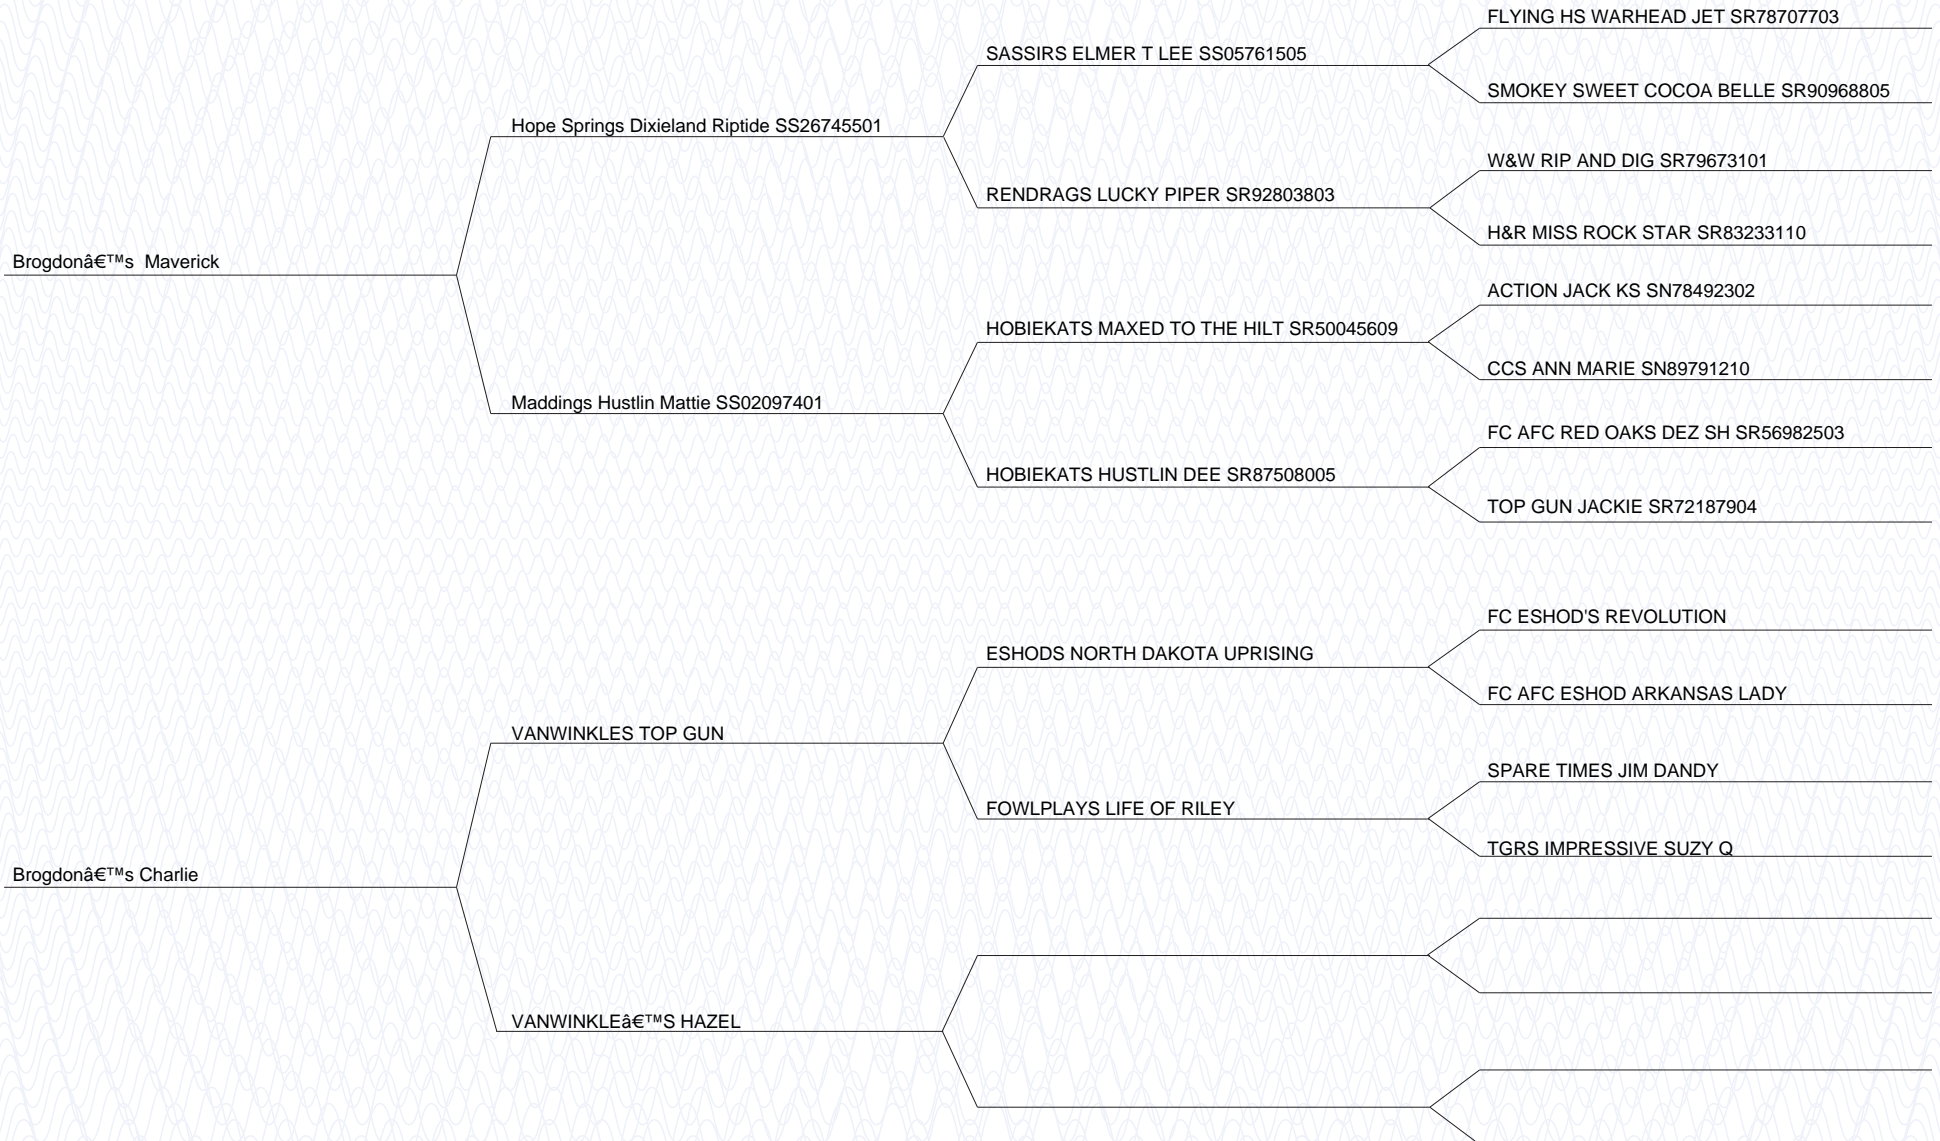 FLYING HS WARHEAD JET SR78707703
SASSIRS ELMER T LEE SS05761505
SMOKEY SWEET COCOA BELLE SR90968805
Hope Springs Dixieland Riptide SS26745501
W&W RIP AND DIG SR79673101
RENDRAGS LUCKY PIPER SR92803803
H&R MISS ROCK STAR SR83233110
Brogdonâ€™s  Maverick
ACTION JACK KS SN78492302
HOBIEKATS MAXED TO THE HILT SR50045609
CCS ANN MARIE SN89791210
Maddings Hustlin Mattie SS02097401
FC AFC RED OAKS DEZ SH SR56982503
HOBIEKATS HUSTLIN DEE SR87508005
TOP GUN JACKIE SR72187904
FC ESHOD'S REVOLUTION
ESHODS NORTH DAKOTA UPRISING
FC AFC ESHOD ARKANSAS LADY
VANWINKLES TOP GUN
SPARE TIMES JIM DANDY
FOWLPLAYS LIFE OF RILEY
TGRS IMPRESSIVE SUZY Q
Brogdonâ€™s Charlie
VANWINKLEâ€™S HAZEL